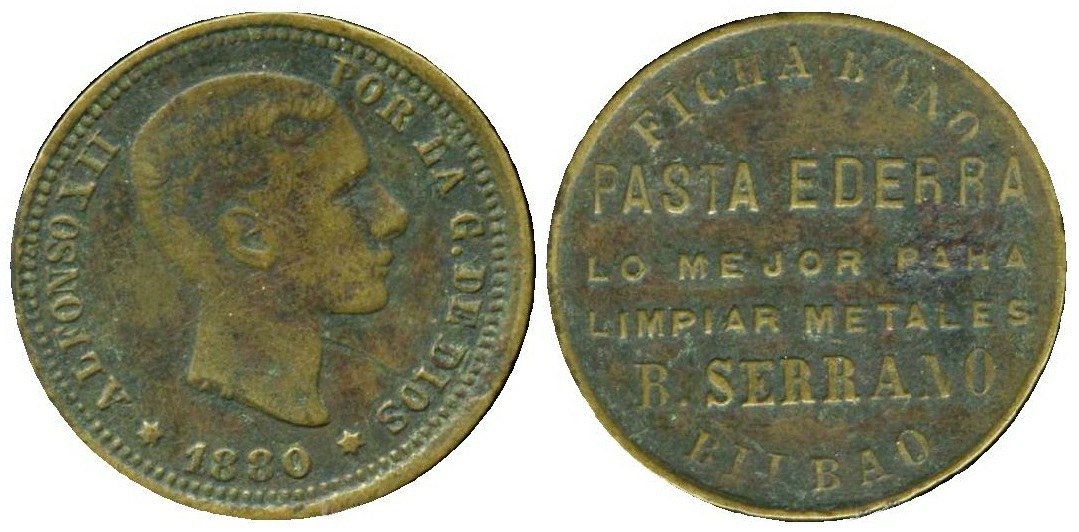 ALFONSO XII POR LA G. DE DIOS
* 1880 *
FICHA BONO
PASTA EDERRA
LO MEJOR PARA
LIMPIAR METALES
B. SERRANO
BILBAO